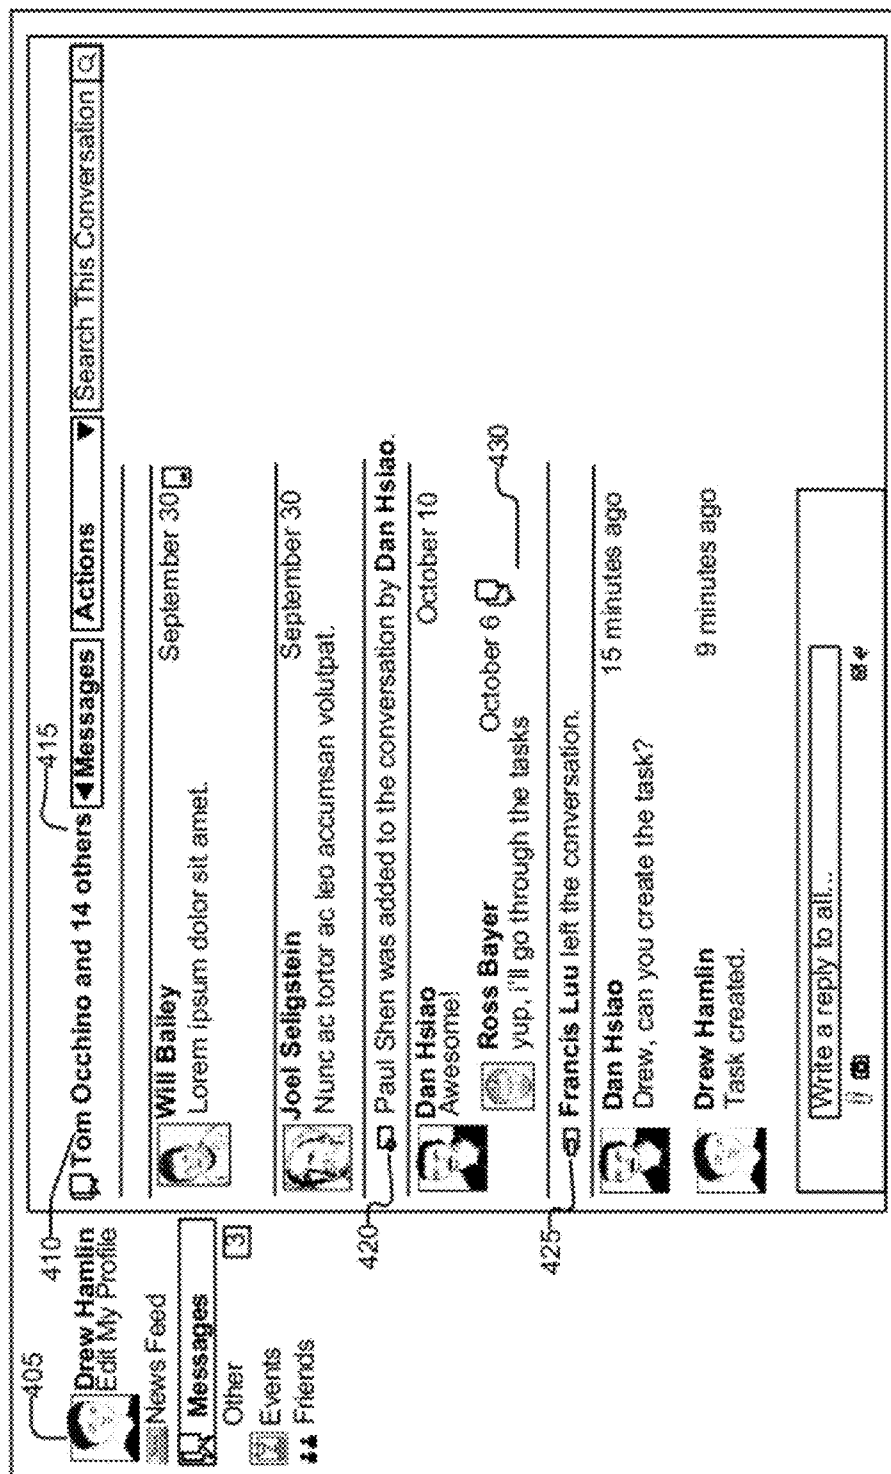 405
Drew Hamlin
Edit My Profile
News Feed
Messages
Other 3
Events
Friends
410
415
Tom Occhino and 14 others
Messages
Actions
Search This Conversation
Will Bailey
September 30
Lorem ipsum dolor sit amet.
Joel Seligstein
September 30
Nunc ac tortor ac leo accumsan volutpat.
420
Paul Shen was added to the conversation by Dan Hsiao.
Dan Hsiao
October 10
Awesome!
Ross Bayer
October 6
430
yup, i'll go through the tasks
425
Francis Luu left the conversation.
Dan Hsiao
15 minutes ago
Drew, can you create the task?
Drew Hamlin
9 minutes ago
Task created.
Write a reply to all...